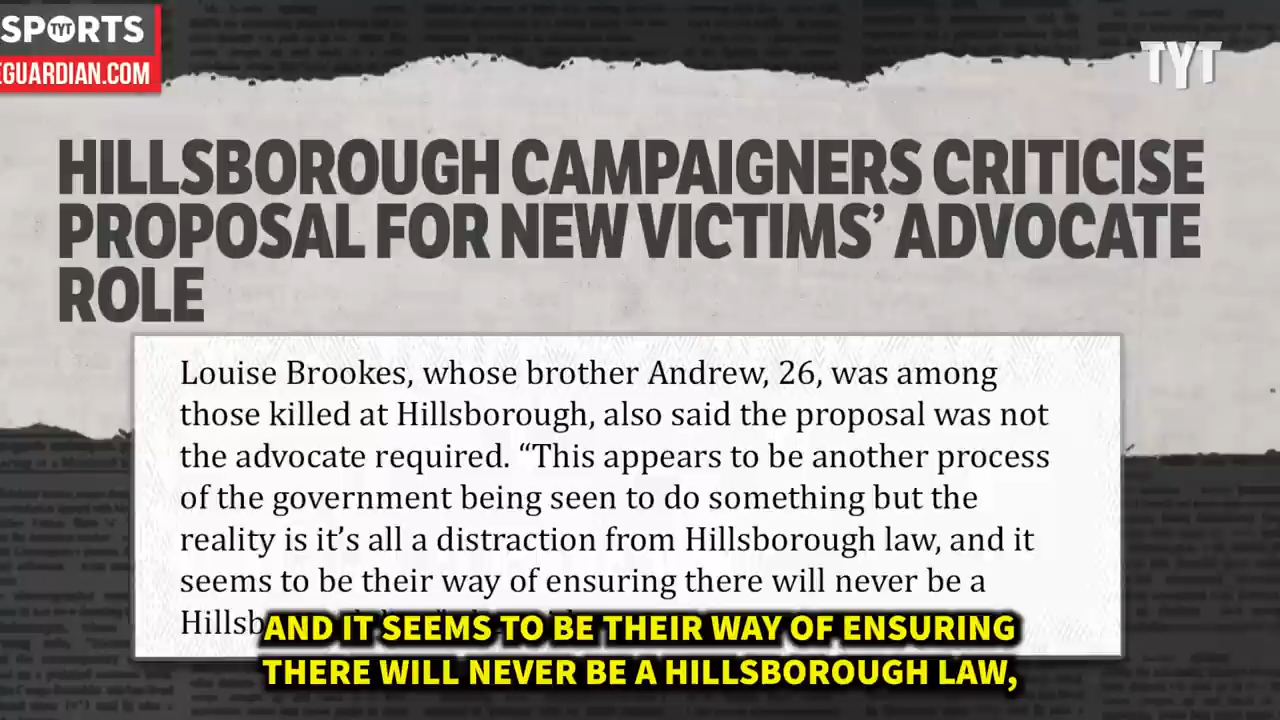 SPORTS
TYT
EGUARDIAN.COM
TYT
HILLSBOROUGH CAMPAIGNERS CRITICISE
PROPOSAL FOR NEW VICTIMS’ ADVOCATE
ROLE
Louise Brookes, whose brother Andrew, 26, was among
those killed at Hillsborough, also said the proposal was not
the advocate required. “This appears to be another process
of the government being seen to do something but the
reality is it’s all a distraction from Hillsborough law, and it
seems to be their way of ensuring there will never be a
Hillsb
AND IT SEEMS TO BE THEIR WAY OF ENSURING
THERE WILL NEVER BE A HILLSBOROUGH LAW,